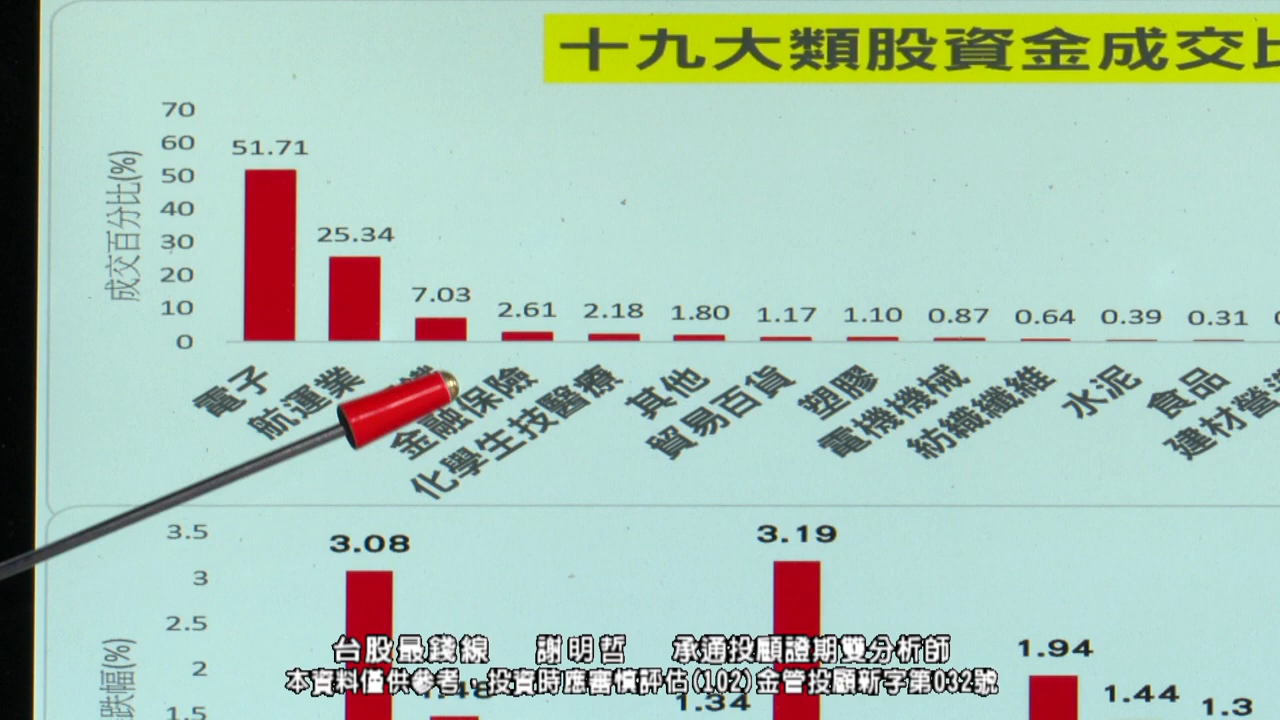 十九大類股資金成交
成交百分比(%)
70
60
50
40
30
20
10
0
51.71
25.34
7.03
2.61
2.18
1.80
1.17
1.10
0.87
0.64
0.39
0.31
電子
航運業
金融保險
化學生技醫療
其他
貿易百貨
塑膠
電機機械
紡織纖維
水泥
食品
建材營
跌幅(%)
3.5
3
2.5
2
1.5
3.08
3.19
1.34
1.94
1.44
1.3
台股最錢線 謝明哲 承通投顧證期雙分析師
本資料僅供參考，投資時應審慎評估(102)金管投顧新字第032號